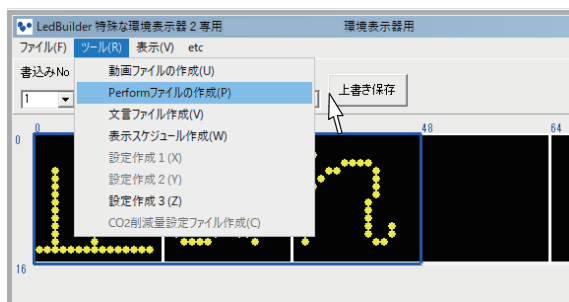 LedBuilder 特殊な環境表示器 2 専用 環境表示器用
ファイル(F) ツール(R) 表示(V) etc
書込みNo
1
上書き保存
動画ファイルの作成(U)
Performファイルの作成(P)
文言ファイル作成(V)
表示スケジュール作成(W)
設定作成 1 (X)
設定作成 2 (Y)
設定作成 3 (Z)
CO2削減量設定ファイル作成(C)
0 48 64
0
16